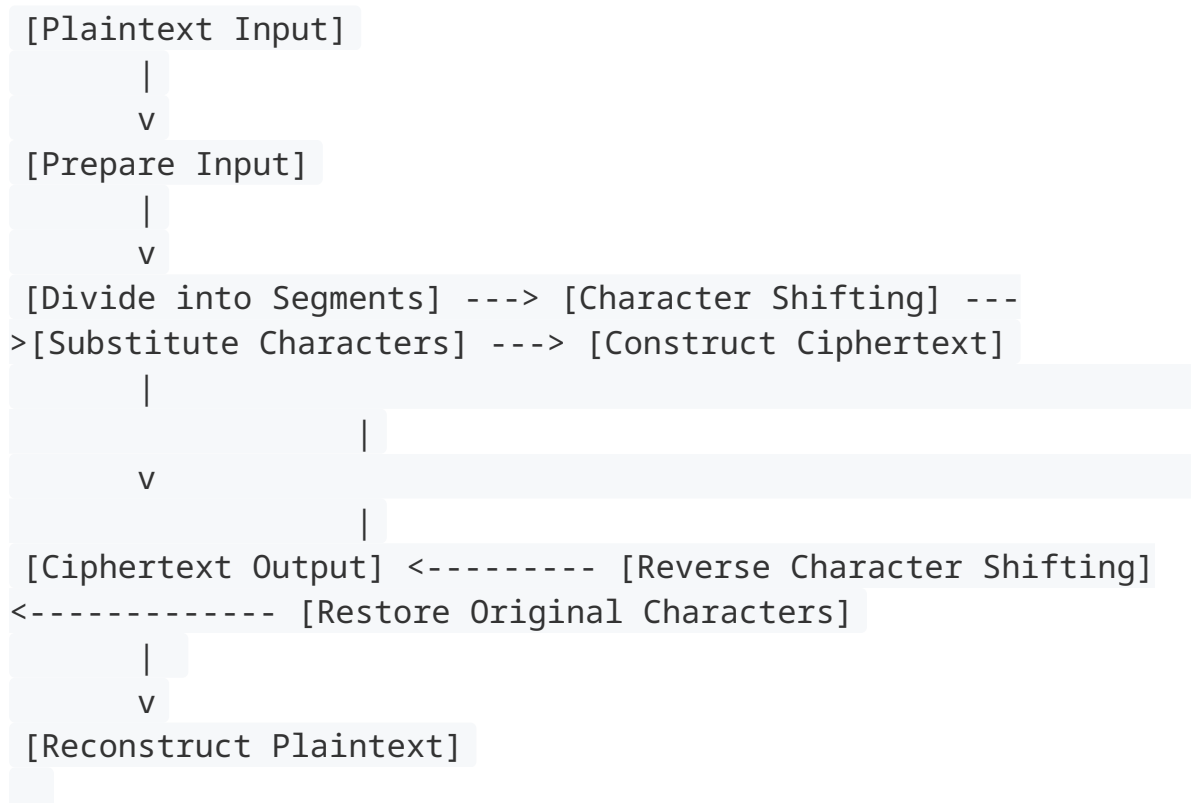 [Plaintext Input]
|
v
[Prepare Input]
|
v
[Divide into Segments] ---> [Character Shifting] ---
>[Substitute Characters] ---> [Construct Ciphertext]
|
|
v
|
[Ciphertext Output] <--------- [Reverse Character Shifting]
<------------- [Restore Original Characters]
|
v
[Reconstruct Plaintext]